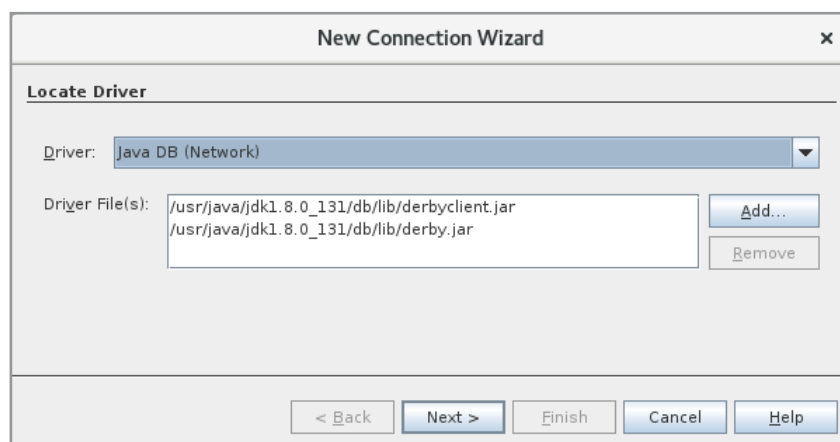 New Connection Wizard ×
Locate Driver
Driver: Java DB (Network)
Driver File(s): /usr/java/jdk1.8.0_131/db/lib/derbyclient.jar Add...
/usr/java/jdk1.8.0_131/db/lib/derby.jar
Remove
< Back Next > Finish Cancel Help